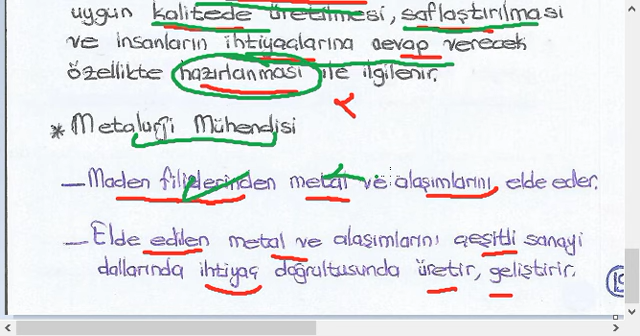 uygun kalitede üretilmesi, saflaştırılması
ve insanların ihtiyaçlarına cevap verecek
özellikte hazırlanması ile ilgilenir.
* Metalurji Mühendisi
— Maden filizlerinden metal ve alaşımlarını elde eder.
— Elde edilen metal ve alaşımlarını çeşitli sanayi
dallarında ihtiyaç doğrultusunda üretir, geliştirir.